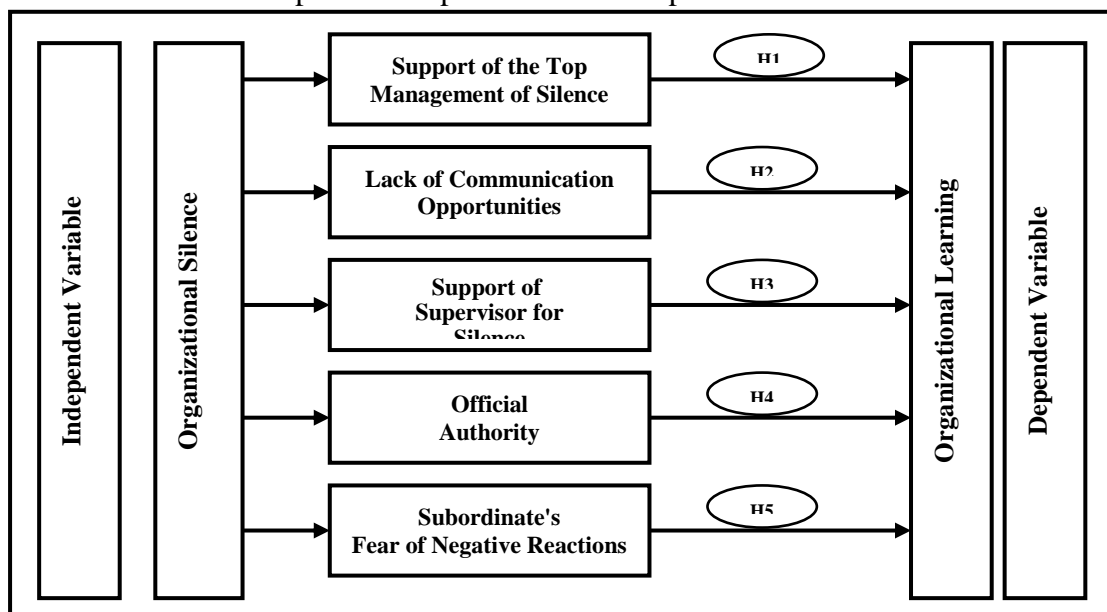 Independent Variable
Organizational Silence
Support of the Top
Management of Silence
H1
Lack of Communication
Opportunities
H2
Support of
Supervisor for
Silence
H3
Official
Authority
H4
Subordinate's
Fear of Negative Reactions
H5
Organizational Learning
Dependent Variable